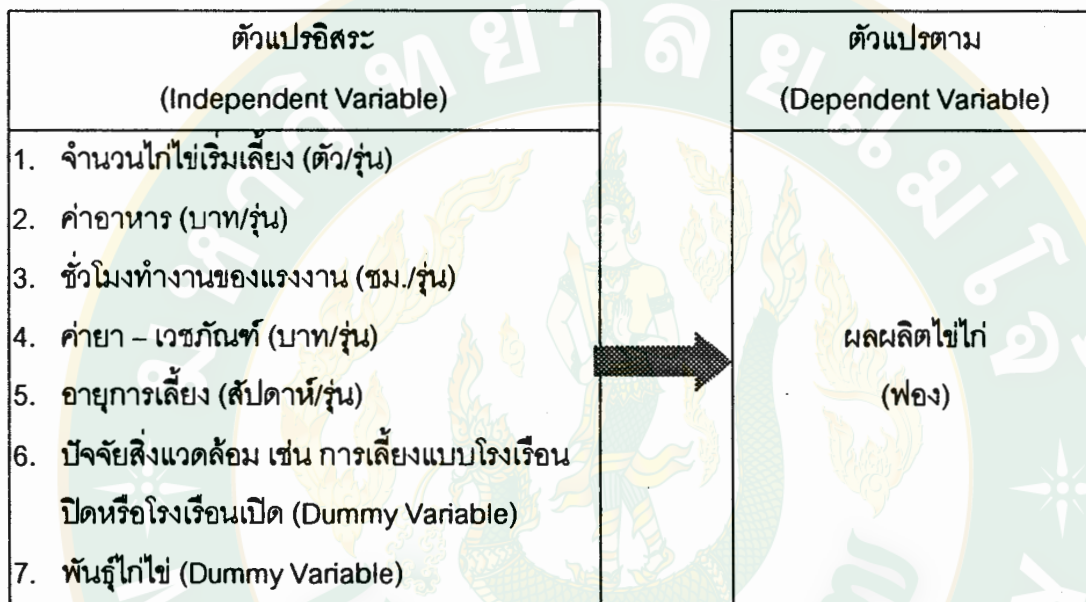 ตัวแปรอิสระ
(Independent Variable)
1. จำนวนไก่ไข่เริ่มเลี้ยง (ตัว/รุ่น)
2. ค่าอาหาร (บาท/รุ่น)
3. ชั่วโมงทำงานของแรงงาน (ชม./รุ่น)
4. ค่ายา – เวชภัณฑ์ (บาท/รุ่น)
5. อายุการเลี้ยง (สัปดาห์/รุ่น)
6. ปัจจัยสิ่งแวดล้อม เช่น การเลี้ยงแบบโรงเรือน
ปิดหรือโรงเรือนเปิด (Dummy Variable)
7. พันธุ์ไก่ไข่ (Dummy Variable)
ตัวแปรตาม
(Dependent Variable)
ผลผลิตไข่ไก่
(ฟอง)